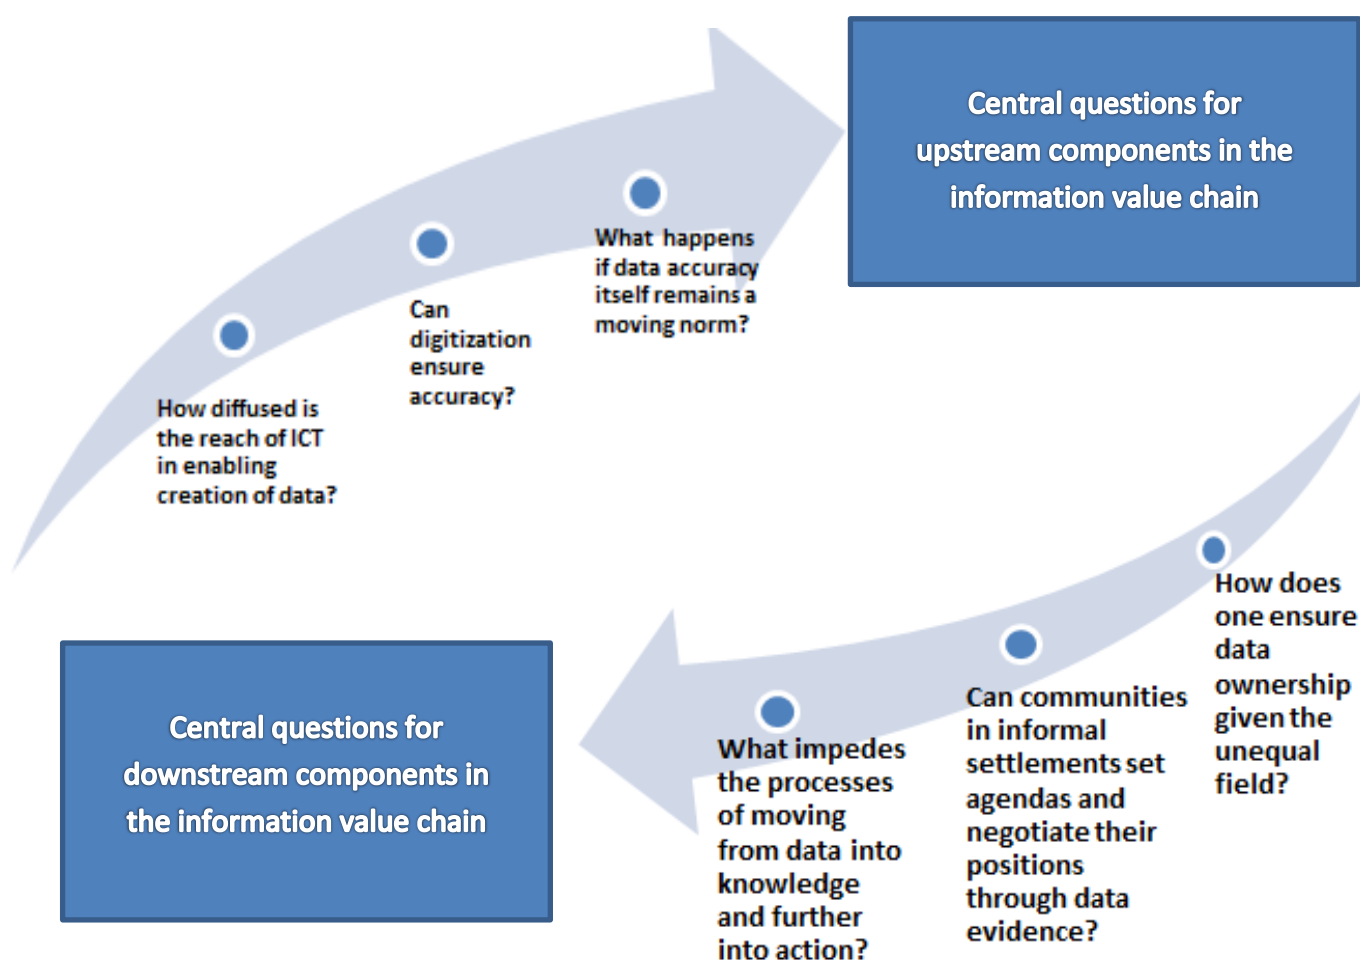 Central questions for
upstream components in the
information value chain
What happens
if data accuracy
itself remains a
moving norm?
Can
digitization
ensure
accuracy?
How diffused is
the reach of ICT
in enabling
creation of data?
How does
one ensure
data
ownership
given the
unequal
field?
Can communities
in informal
settlements set
agendas and
negotiate their
positions
through data
evidence?
What impedes
the processes
of moving
from data into
knowledge
and further
into action?
Central questions for
downstream components in
the information value chain